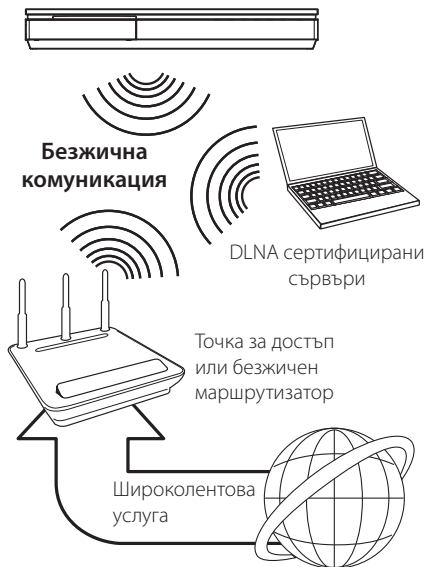 Безжична
комуникация
DLNA сертифицирани
сървъри
Точка за достъп
или безжичен
маршрутизатор
Широколентова
услуга